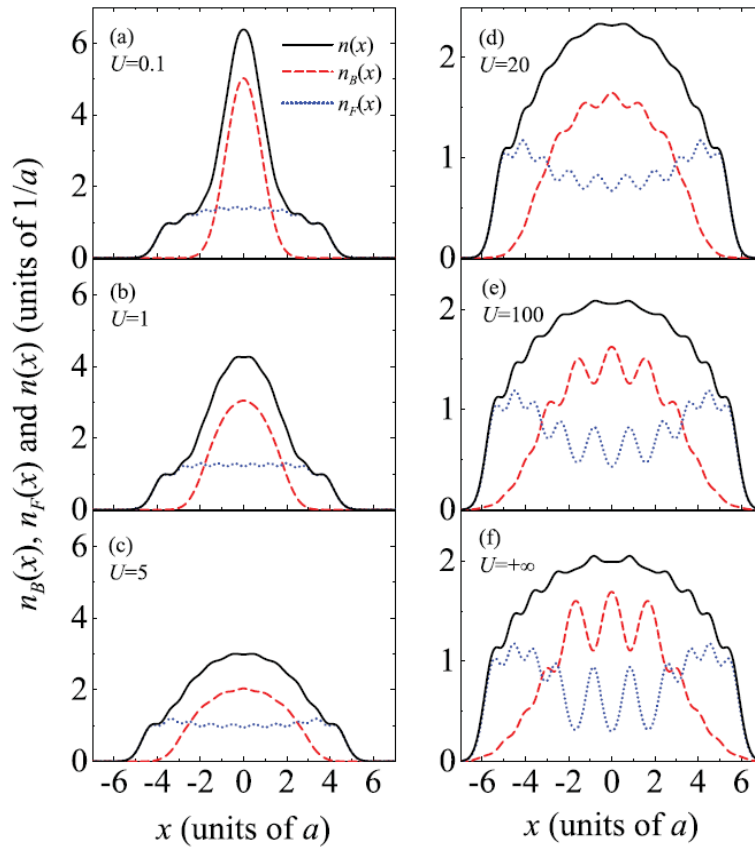 n_B(x), n_F(x) and n(x) (units of 1/a)
(a)
U=0.1
n(x)
n_B(x)
n_F(x)
6
4
2
0
(b)
U=1
6
4
2
0
(c)
U=5
6
4
2
0
-6 -4 -2 0 2 4 6
x (units of a)
(d)
U=20
2
1
0
(e)
U=100
2
1
0
(f)
U=+∞
2
1
0
-6 -4 -2 0 2 4 6
x (units of a)